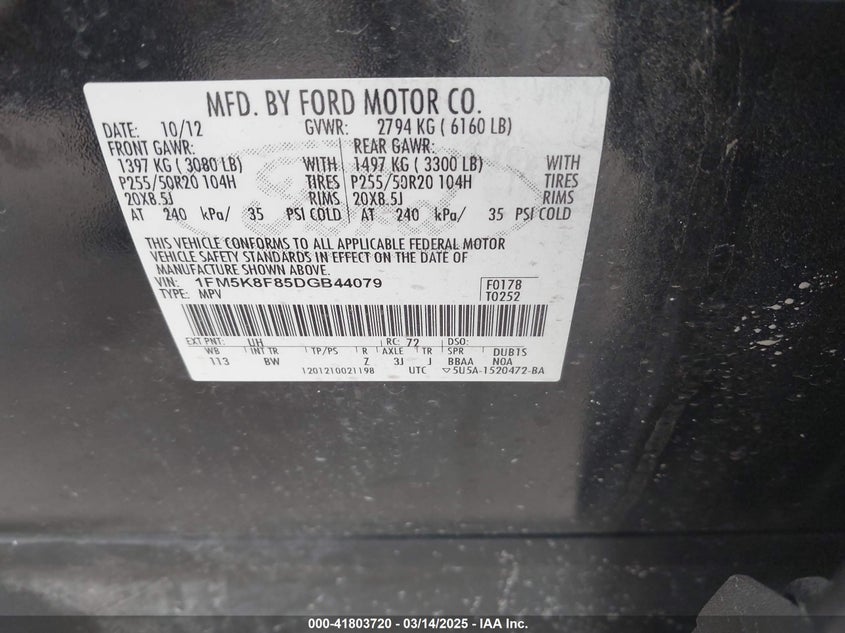 MFD. BY FORD MOTOR CO.
DATE: 10/12 GVWR: 2794 KG ( 6160 LB)
FRONT GAWR: REAR GAWR:
1397 KG ( 3080 LB) WITH 1497 KG ( 3300 LB) WITH
P255/50R20 104H TIRES P255/50R20 104H TIRES
20X8.5J RIMS 20X8.5J RIMS
AT 240 kPa/ 35 PSI COLD AT 240 kPa/ 35 PSI COLD
THIS VEHICLE CONFORMS TO ALL APPLICABLE FEDERAL MOTOR
VEHICLE SAFETY STANDARDS IN EFFECT ON THE DATE OF
MANUFACTURE SHOWN ABOVE.
VIN: 1FM5K8F85DGB44079 F0178
TYPE: MPV T0252
EXT PNT: UH RC: 72 DSO:
WB INT TR TP/PS R AXLE TR SPR DUB1S
113 BW Z 3J J BBAA N0A
1201210021198 UTC ▽5U5A-1520472-BA
000-41803720 - 03/14/2025 - IAA Inc.